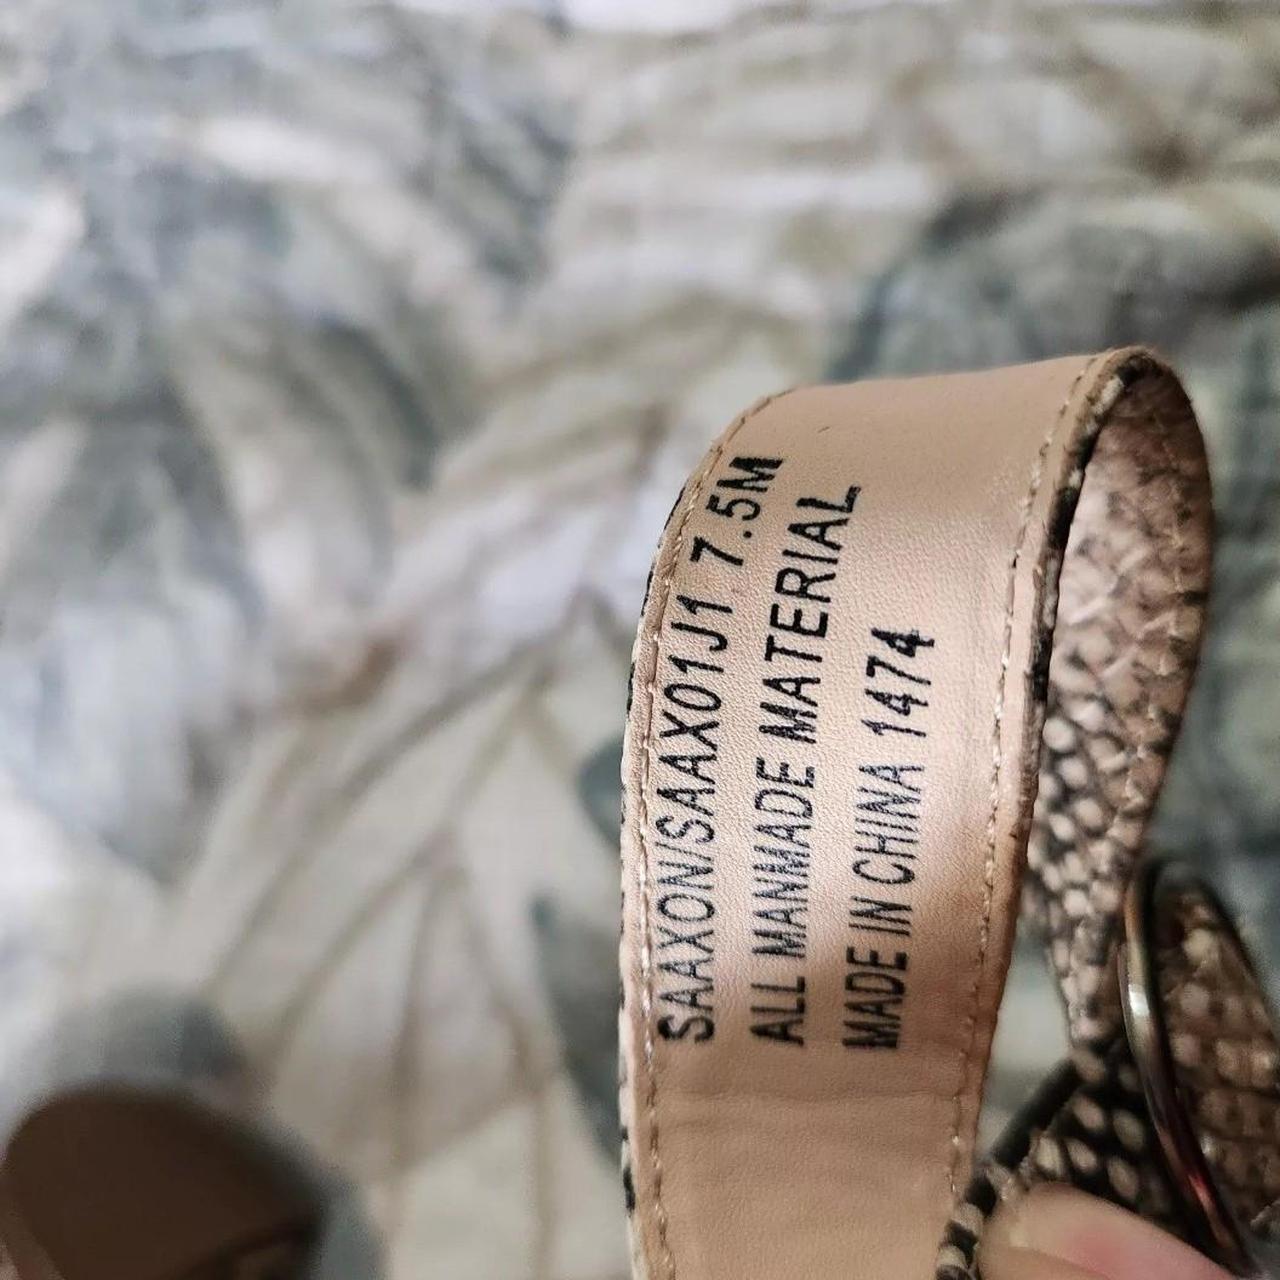 SAAXON/SAAX01J1 7.5M
ALL MANMADE MATERIAL
MADE IN CHINA 1474